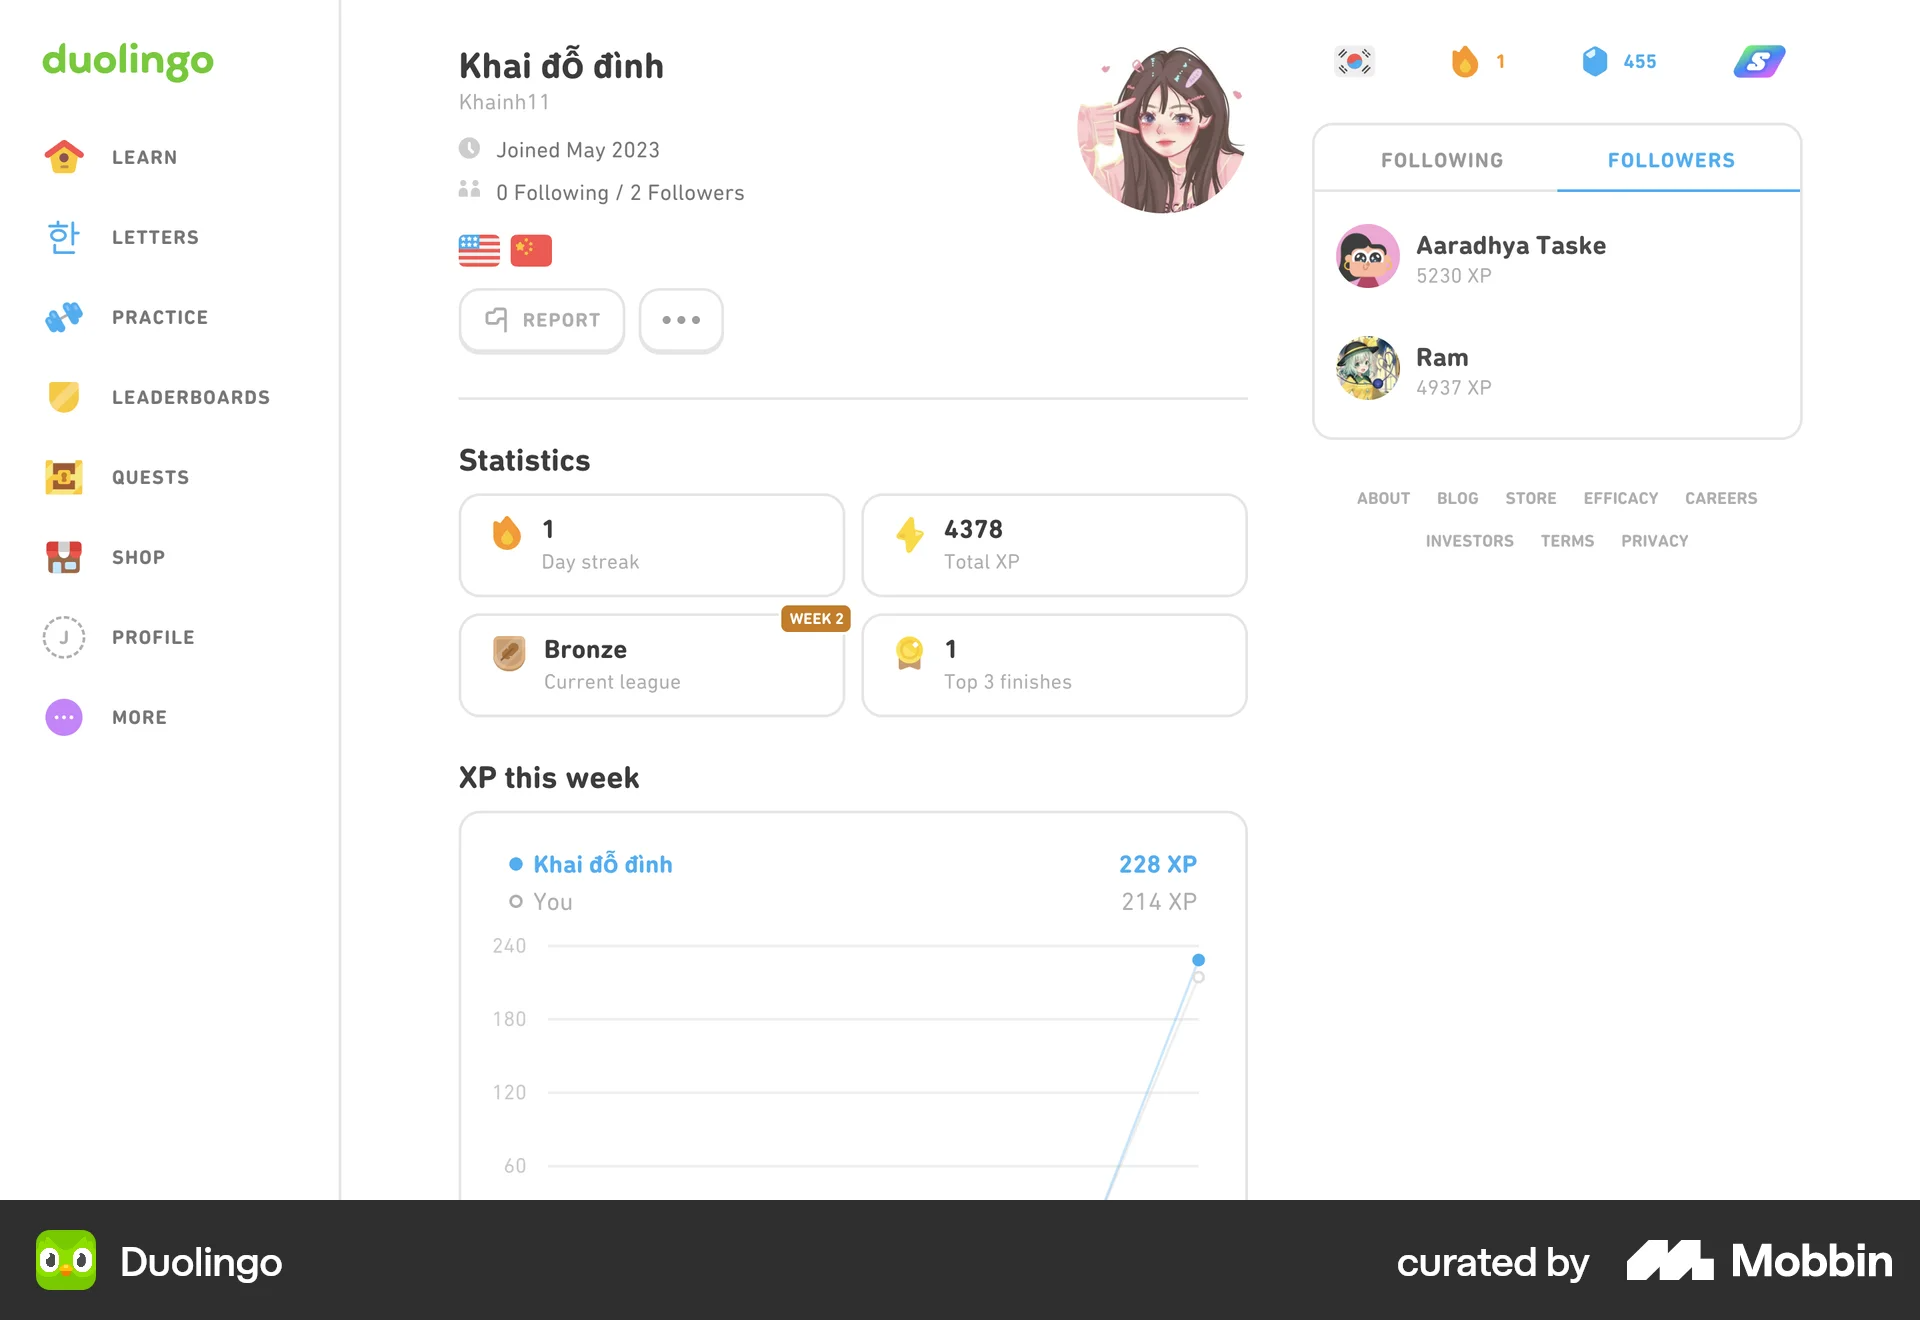 duolingo
LEARN
한
LETTERS
PRACTICE
LEADERBOARDS
QUESTS
SHOP
J
PROFILE
MORE
Khai đỗ đình
Khainh11
Joined May 2023
0 Following / 2 Followers
REPORT
1
455
S
FOLLOWING
FOLLOWERS
Aaradhya Taske
5230 XP
Ram
4937 XP
ABOUT BLOG STORE EFFICACY CAREERS
INVESTORS TERMS PRIVACY
Statistics
1
Day streak
4378
Total XP
WEEK 2
Bronze
Current league
1
Top 3 finishes
XP this week
Khai đỗ đình 228 XP
You 214 XP
240
180
120
60
Duolingo
curated by Mobbin